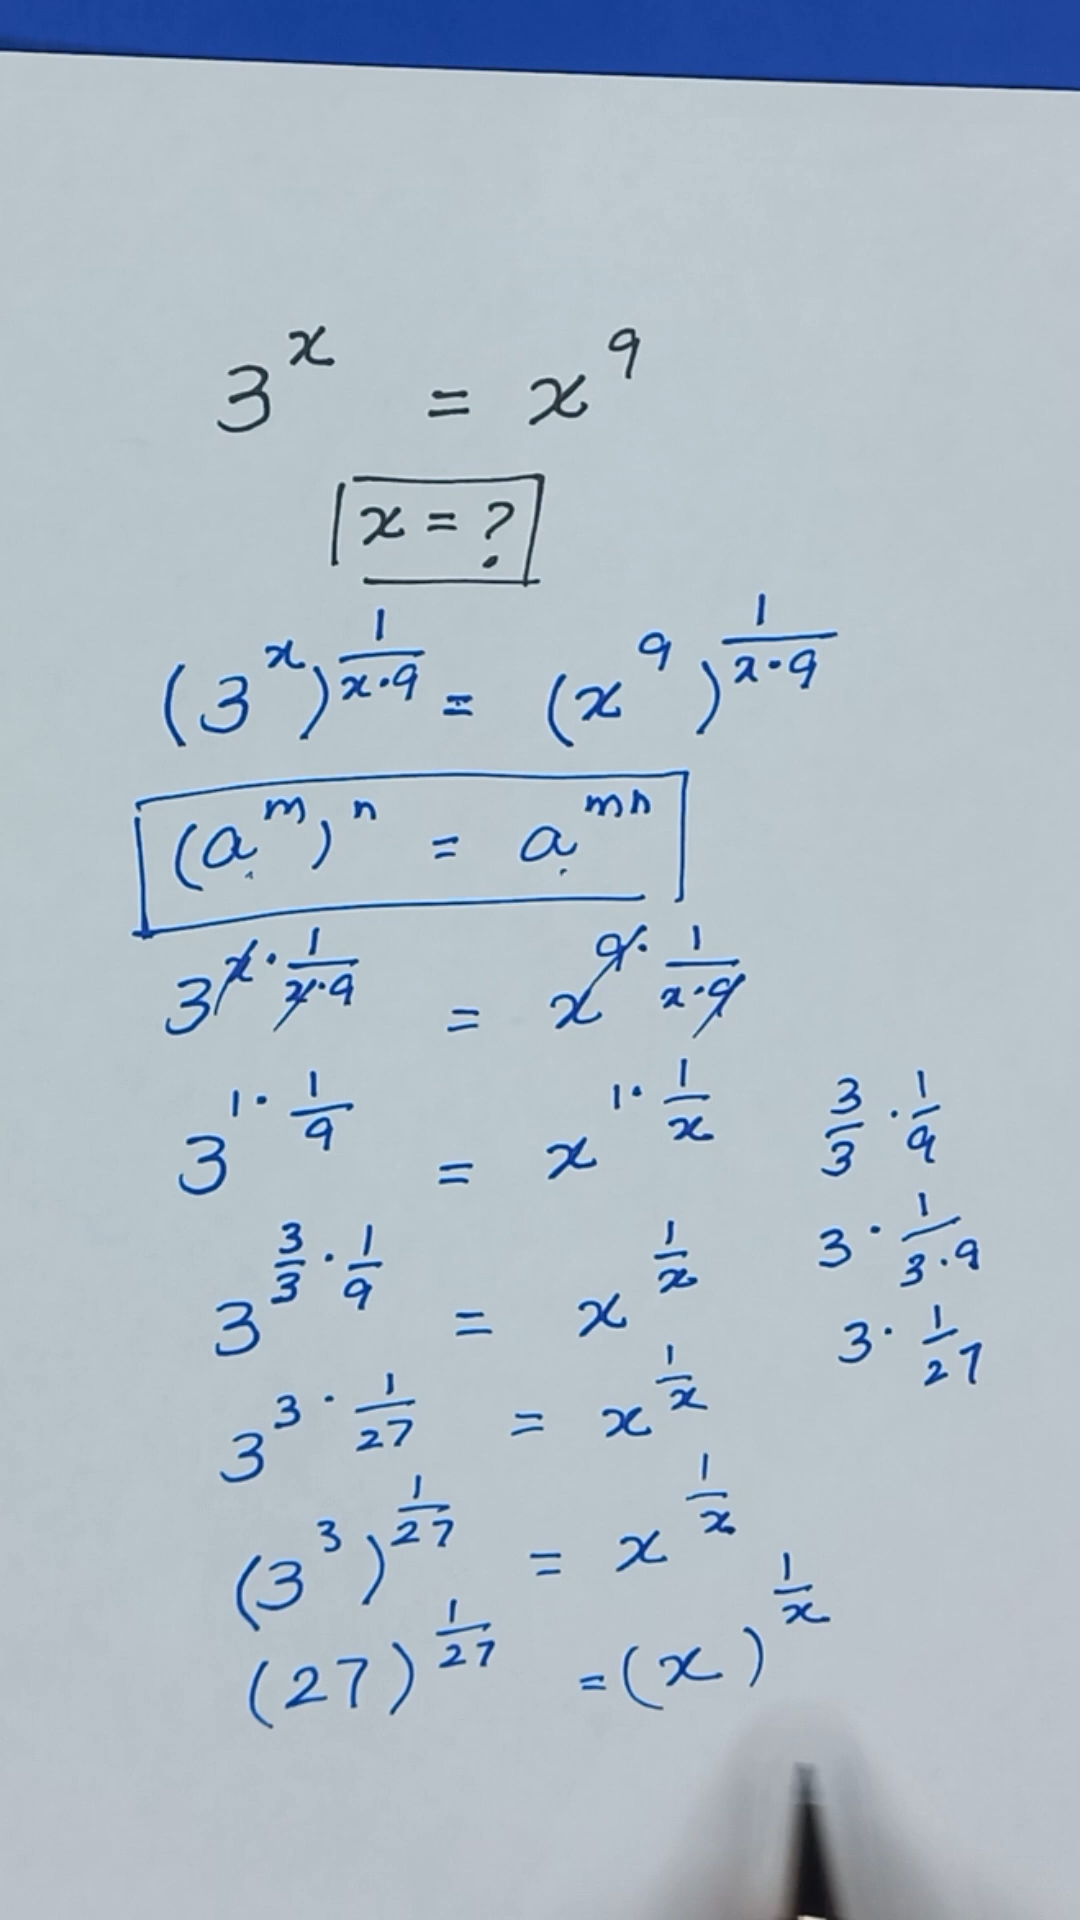 3^x = x^9
x = ?
(3^x)^(1/(x·9)) = (x^9)^(1/(x·9))
(a^m)^n = a^(mn)
3^(x·1/(x·9)) = x^(9·1/(x·9))
3^(1·1/9) = x^(1·1/x)
3/3 · 1/9
3^(3/3·1/9) = x^(1/x)
3 · 1/(3·9)
3^(3·1/27) = x^(1/x)
3 · 1/27
(3^3)^(1/27) = x^(1/x)
(27)^(1/27) = (x)^(1/x)